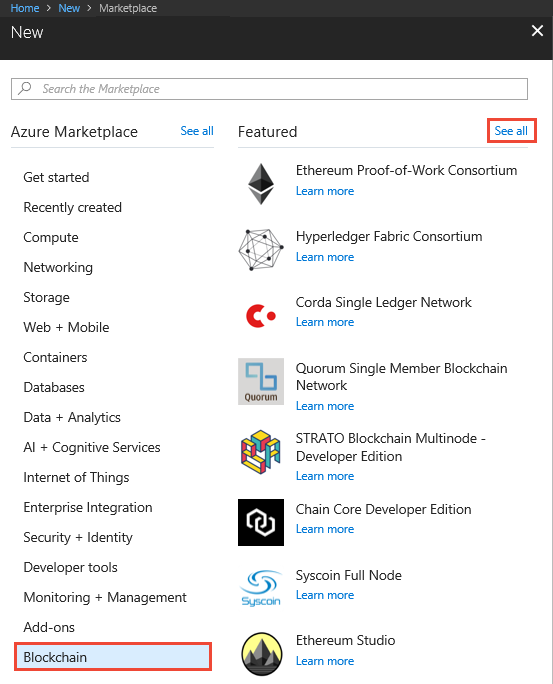 Home > New > Marketplace
New
Search the Marketplace
Azure Marketplace
See all
Get started
Recently created
Compute
Networking
Storage
Web + Mobile
Containers
Databases
Data + Analytics
AI + Cognitive Services
Internet of Things
Enterprise Integration
Security + Identity
Developer tools
Monitoring + Management
Add-ons
Blockchain
Featured
See all
Ethereum Proof-of-Work Consortium
Learn more
Hyperledger Fabric Consortium
Learn more
Corda Single Ledger Network
Learn more
Quorum
Quorum Single Member Blockchain
Network
Learn more
STRATO Blockchain Multinode -
Developer Edition
Learn more
Chain Core Developer Edition
Learn more
Syscoin
Syscoin Full Node
Learn more
Ethereum Studio
Learn more